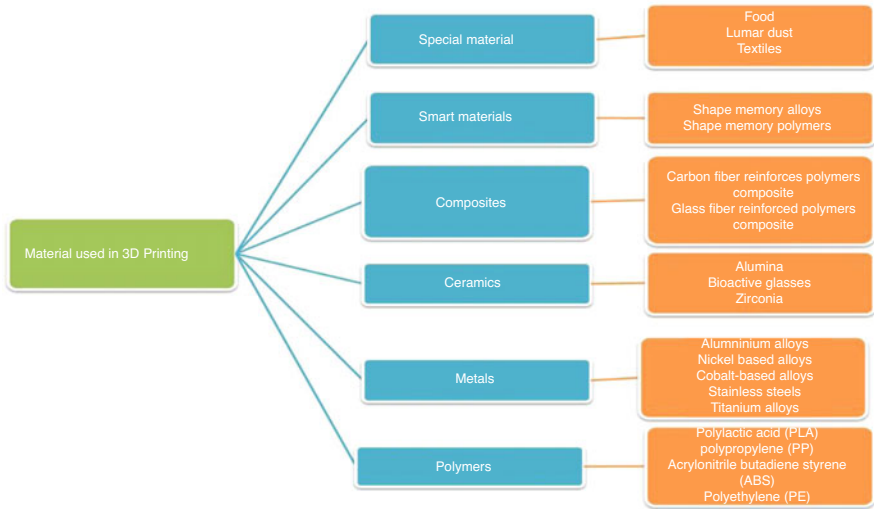 Material used in 3D Printing
Special material
Food
Lumar dust
Textiles
Smart materials
Shape memory alloys
Shape memory polymers
Composites
Carbon fiber reinforces polymers
composite
Glass fiber reinforced polymers
composite
Ceramics
Alumina
Bioactive glasses
Zirconia
Metals
Alumninium alloys
Nickel based alloys
Cobalt-based alloys
Stainless steels
Titanium alloys
Polymers
Polylactic acid (PLA)
polypropylene (PP)
Acrylonitrile butadiene styrene
(ABS)
Polyethylene (PE)